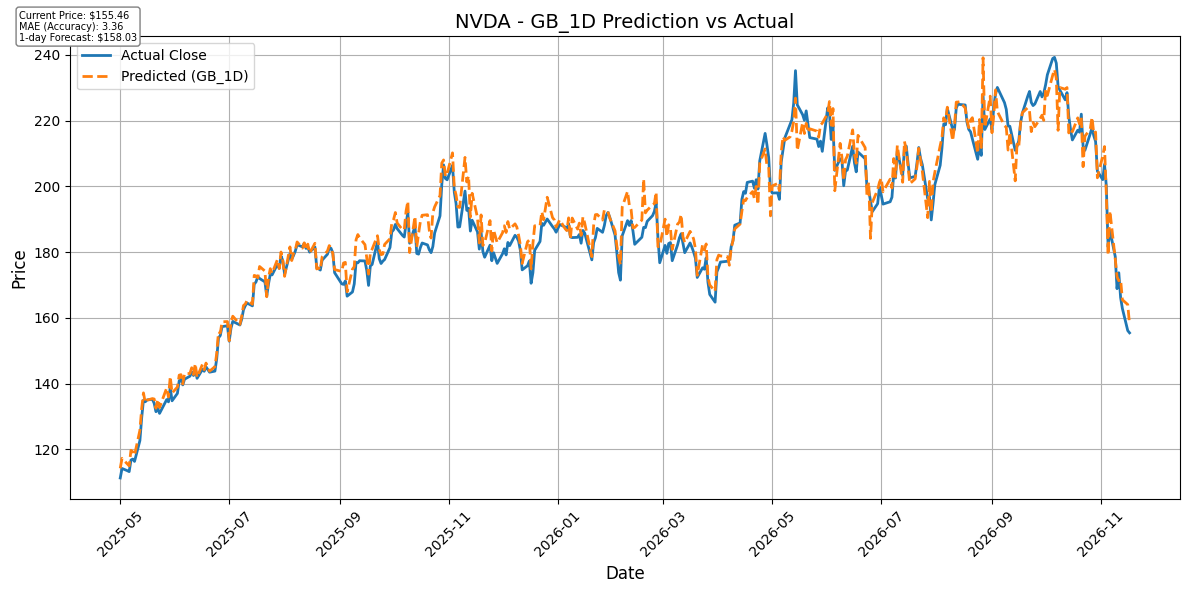 NVDA - GB_1D Prediction vs Actual
Current Price: $155.46
MAE (Accuracy): 3.36
1-day Forecast: $158.03
Actual Close
Predicted (GB_1D)
Price
240
220
200
180
160
140
120
2025-05
2025-07
2025-09
2025-11
2026-01
2026-03
2026-05
2026-07
2026-09
2026-11
Date